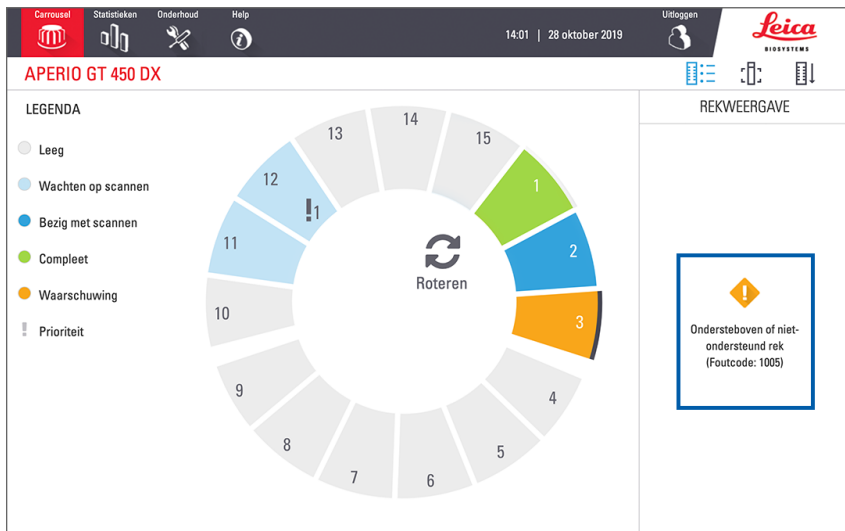 Carrousel
Statistieken
Onderhoud
Help
14:01 | 28 oktober 2019
Uitloggen
Leica
BIOSYSTEMS
APERIO GT 450 DX
LEGENDA
Leeg
Wachten op scannen
Bezig met scannen
Compleet
Waarschuwing
! Prioriteit
1
2
3
4
5
6
7
8
9
10
11
12
!1
13
14
15
Roteren
REKWEERGAVE
!
Ondersteboven of niet-
ondersteund rek
(Foutcode: 1005)